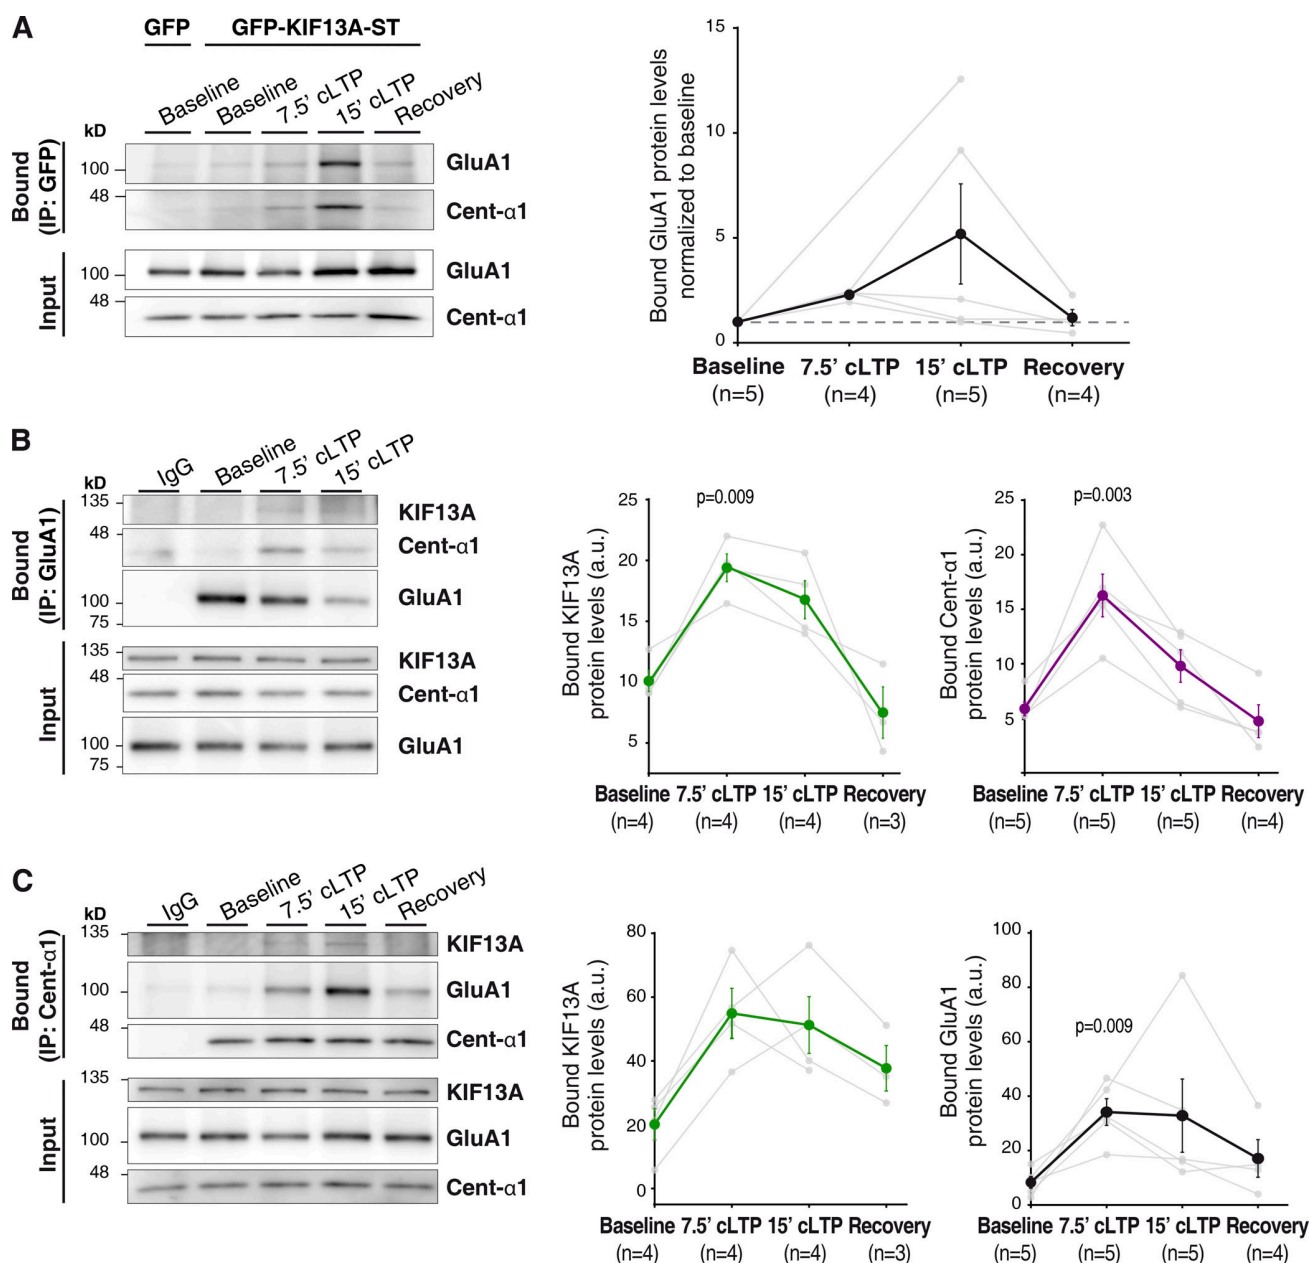 A
GFP GFP-KIF13A-ST
Baseline Baseline 7.5’ cLTP 15’ cLTP Recovery
kD
Bound
(IP: GFP)
100 GluA1
48 Cent-α1
Input
100 GluA1
48 Cent-α1
Bound GluA1 protein levels
normalized to baseline
15
10
5
0
Baseline 7.5’ cLTP 15’ cLTP Recovery
(n=5) (n=4) (n=5) (n=4)
B
IgG Baseline 7.5’ cLTP 15’ cLTP
kD
Bound
(IP: GluA1)
135 KIF13A
48 Cent-α1
100 GluA1
75
Input
135 KIF13A
48 Cent-α1
100 GluA1
75
Bound KIF13A
protein levels (a.u.)
25
20
15
10
5
p=0.009
Baseline 7.5’ cLTP 15’ cLTP Recovery
(n=4) (n=4) (n=4) (n=3)
Bound Cent-α1
protein levels (a.u.)
25
20
15
10
5
p=0.003
Baseline 7.5’ cLTP 15’ cLTP Recovery
(n=5) (n=5) (n=5) (n=4)
C
IgG Baseline 7.5’ cLTP 15’ cLTP Recovery
kD
Bound
(IP: Cent-α1)
135 KIF13A
100 GluA1
48 Cent-α1
Input
135 KIF13A
100 GluA1
48 Cent-α1
Bound KIF13A
protein levels (a.u.)
80
60
40
20
0
Baseline 7.5’ cLTP 15’ cLTP Recovery
(n=4) (n=4) (n=4) (n=3)
Bound GluA1
protein levels (a.u.)
100
80
60
40
20
0
p=0.009
Baseline 7.5’ cLTP 15’ cLTP Recovery
(n=5) (n=5) (n=5) (n=4)